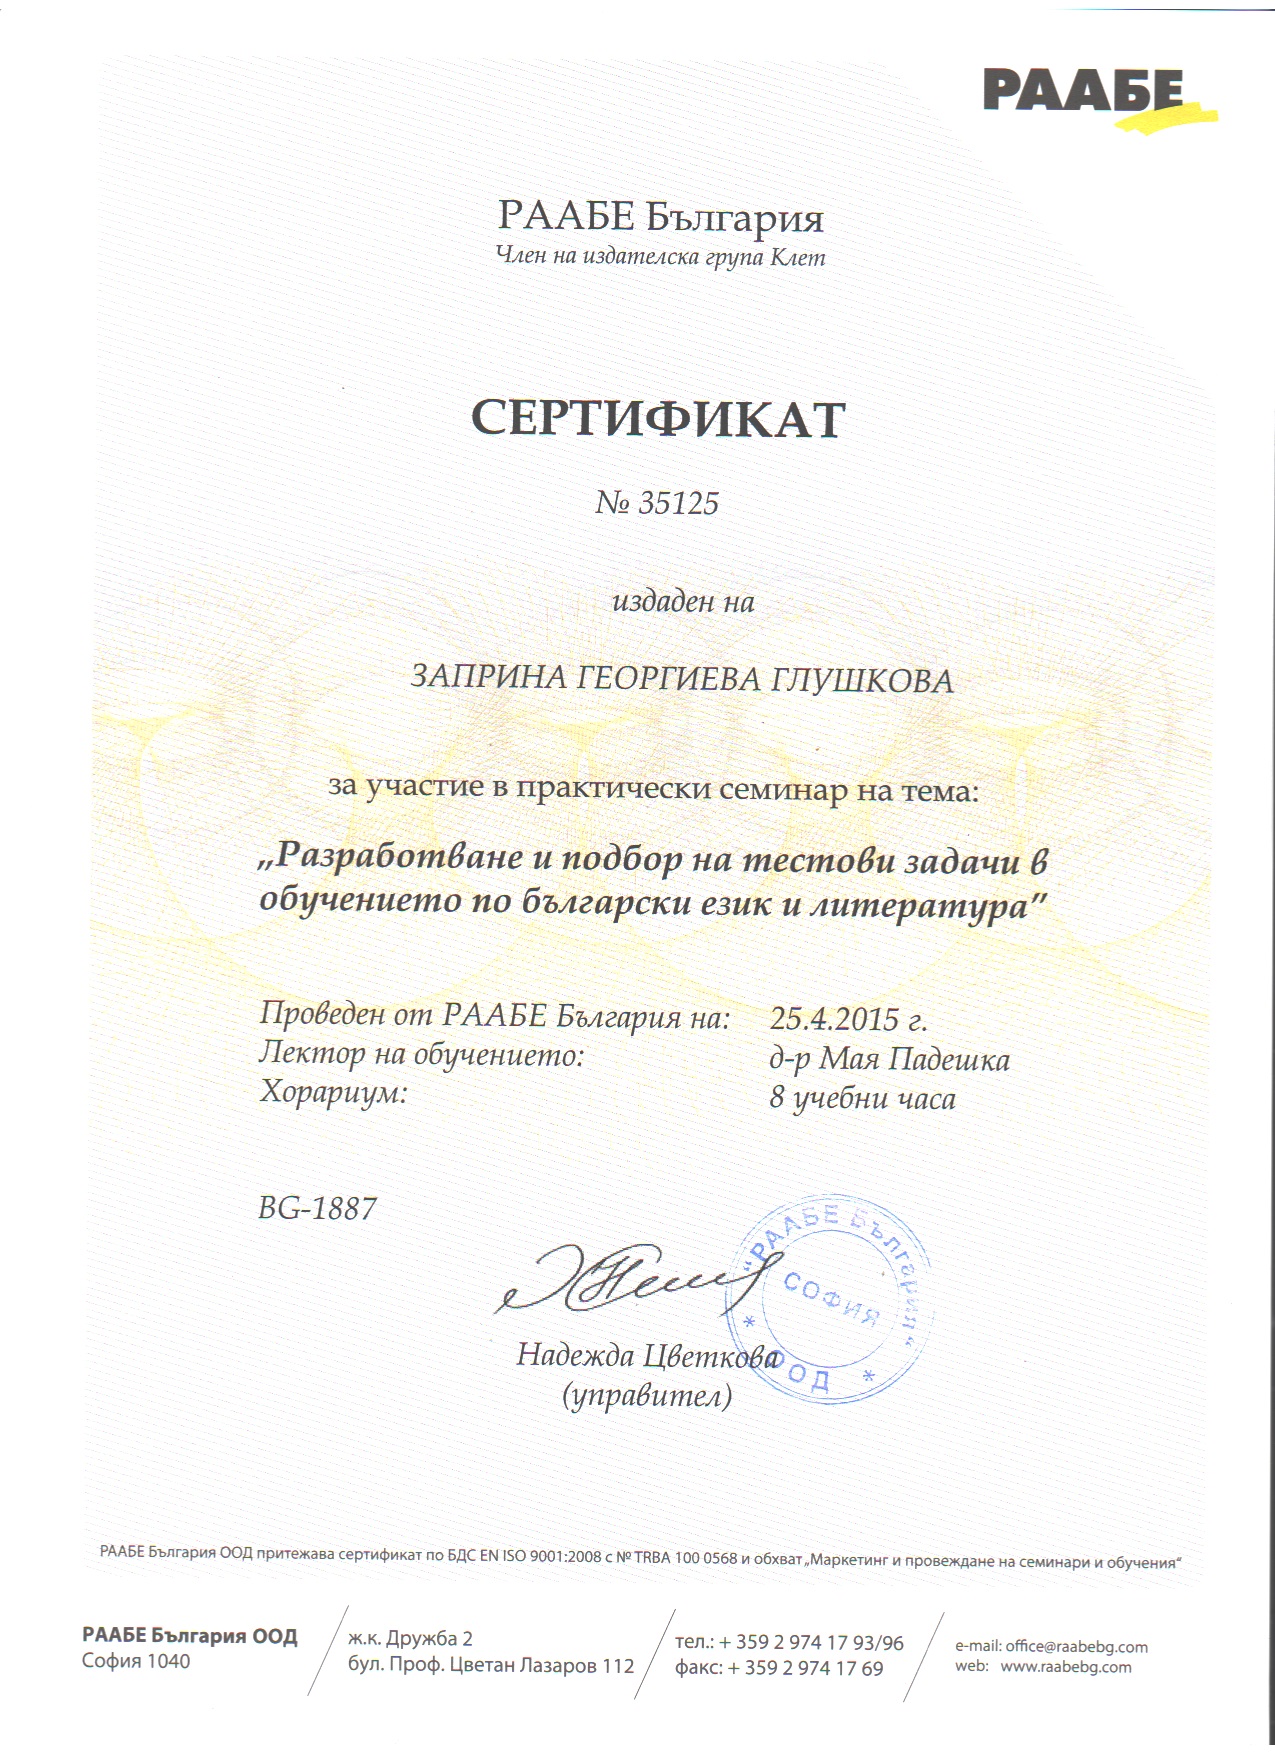 РААБЕ
РААБЕ България
Член на издателска група Клет
СЕРТИФИКАТ
№ 35125
издаден на
ЗАПРИНА ГЕОРГИЕВА ГЛУШКОВА
за участие в практически семинар на тема:
„Разработване и подбор на тестови задачи в
обучението по български език и литература”
Проведен от РААБЕ България на: 25.4.2015 г.
Лектор на обучението: д-р Мая Падешка
Хорариум: 8 учебни часа
BG-1887
"РААБЕ България"
СОФИЯ
* ООД *
Надежда Цветкова
(управител)
РААБЕ България ООД притежава сертификат по БДС EN ISO 9001:2008 с № TRBA 100 0568 и обхват „Маркетинг и провеждане на семинари и обучения“
РААБЕ България ООД
София 1040
ж.к. Дружба 2
бул. Проф. Цветан Лазаров 112
тел.: + 359 2 974 17 93/96
факс: + 359 2 974 17 69
e-mail: office@raabebg.com
web: www.raabebg.com